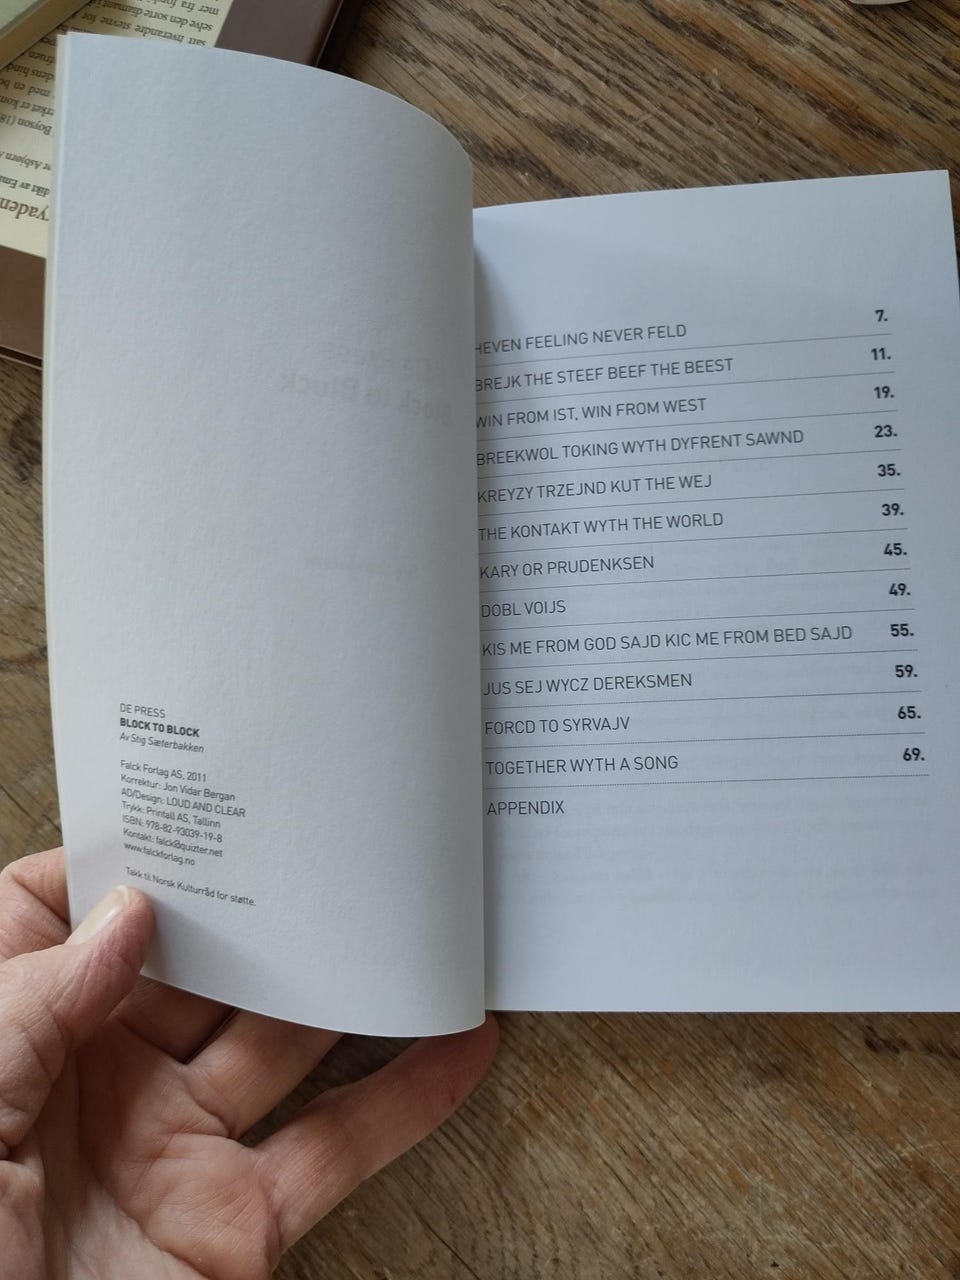 DE PRESS
BLOCK TO BLOCK
Av Stig Sæterbakken
Falck Forlag AS, 2011
Korrektur: Jon Vidar Bergan
AD/Design: LOUD AND CLEAR
Trykk: Printall AS, Tallinn
ISBN: 978-82-93039-19-8
Kontakt: falck@quizter.net
www.falckforlag.no
Takk til Norsk Kulturråd for støtte.
HEVEN FEELING NEVER FELD 7.
BREJK THE STEEF BEEF THE BEEST 11.
WIN FROM IST, WIN FROM WEST 19.
BREEKWOL TOKING WYTH DYFRENT SAWND 23.
KREYZY TRZEJND KUT THE WEJ 35.
THE KONTAKT WYTH THE WORLD 39.
KARY OR PRUDENKSEN 45.
DOBL VOIJS 49.
KIS ME FROM GOD SAJD KIC ME FROM BED SAJD 55.
JUS SEJ WYCZ DEREKSMEN 59.
FORCD TO SYRVAJV 65.
TOGETHER WYTH A SONG 69.
APPENDIX